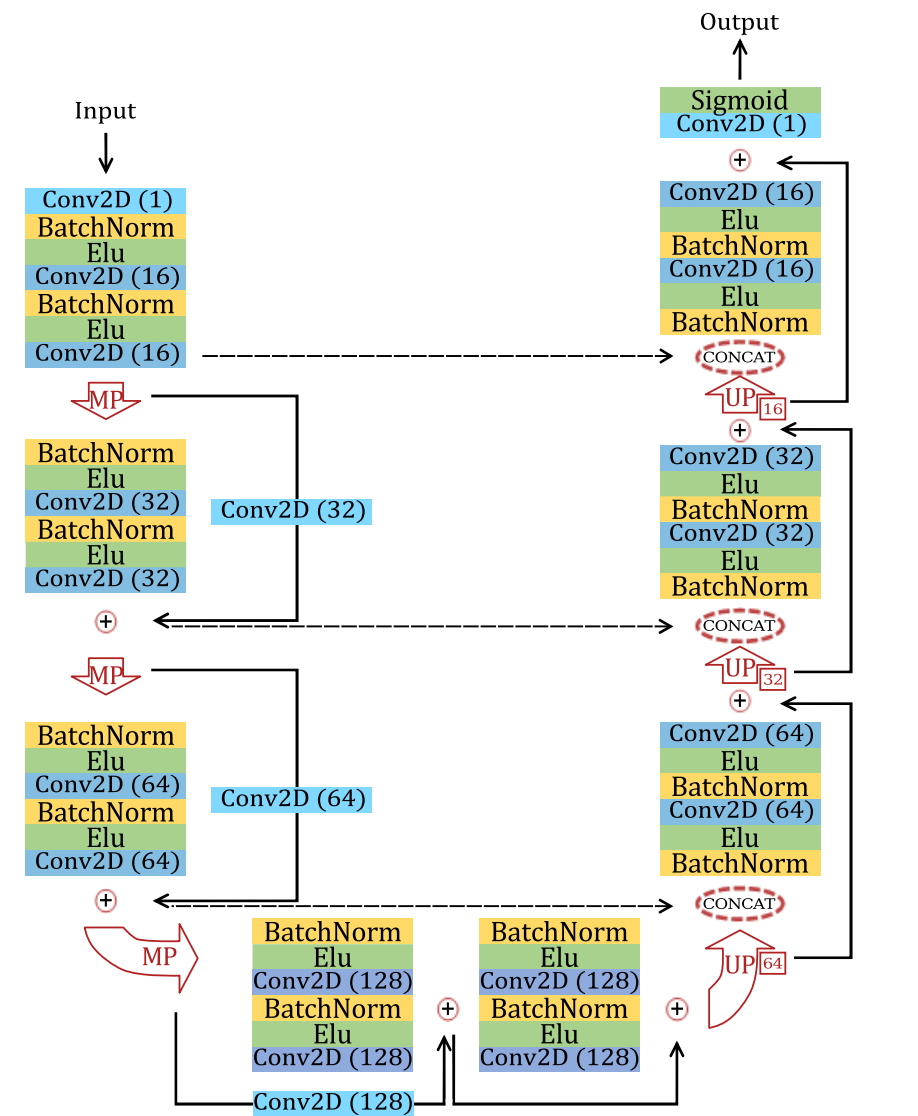 Input
Conv2D (1)
BatchNorm
Elu
Conv2D (16)
BatchNorm
Elu
Conv2D (16)
MP
BatchNorm
Elu
Conv2D (32)
BatchNorm
Elu
Conv2D (32)
Conv2D (32)
+
MP
BatchNorm
Elu
Conv2D (64)
BatchNorm
Elu
Conv2D (64)
Conv2D (64)
+
MP
BatchNorm
Elu
Conv2D (128)
BatchNorm
Elu
Conv2D (128)
Conv2D (128)
+
BatchNorm
Elu
Conv2D (128)
BatchNorm
Elu
Conv2D (128)
+
Output
Sigmoid
Conv2D (1)
+
Conv2D (16)
Elu
BatchNorm
Conv2D (16)
Elu
BatchNorm
CONCAT
UP 16
+
Conv2D (32)
Elu
BatchNorm
Conv2D (32)
Elu
BatchNorm
CONCAT
UP 32
+
Conv2D (64)
Elu
BatchNorm
Conv2D (64)
Elu
BatchNorm
CONCAT
UP 64